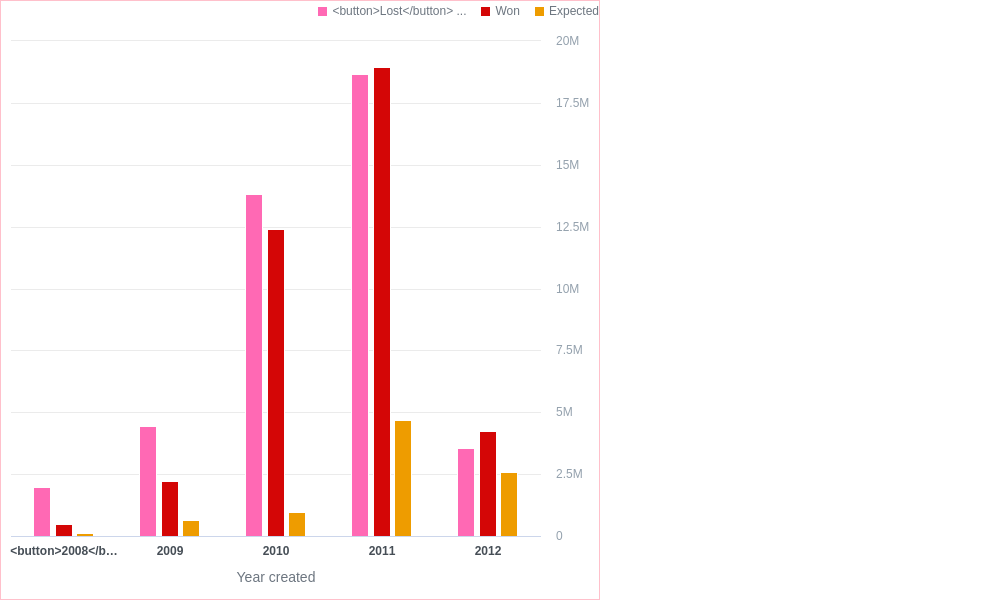 <button>Lost</button> ... Won Expected
20M
17.5M
15M
12.5M
10M
7.5M
5M
2.5M
0
<button>2008</b… 2009 2010 2011 2012
Year created